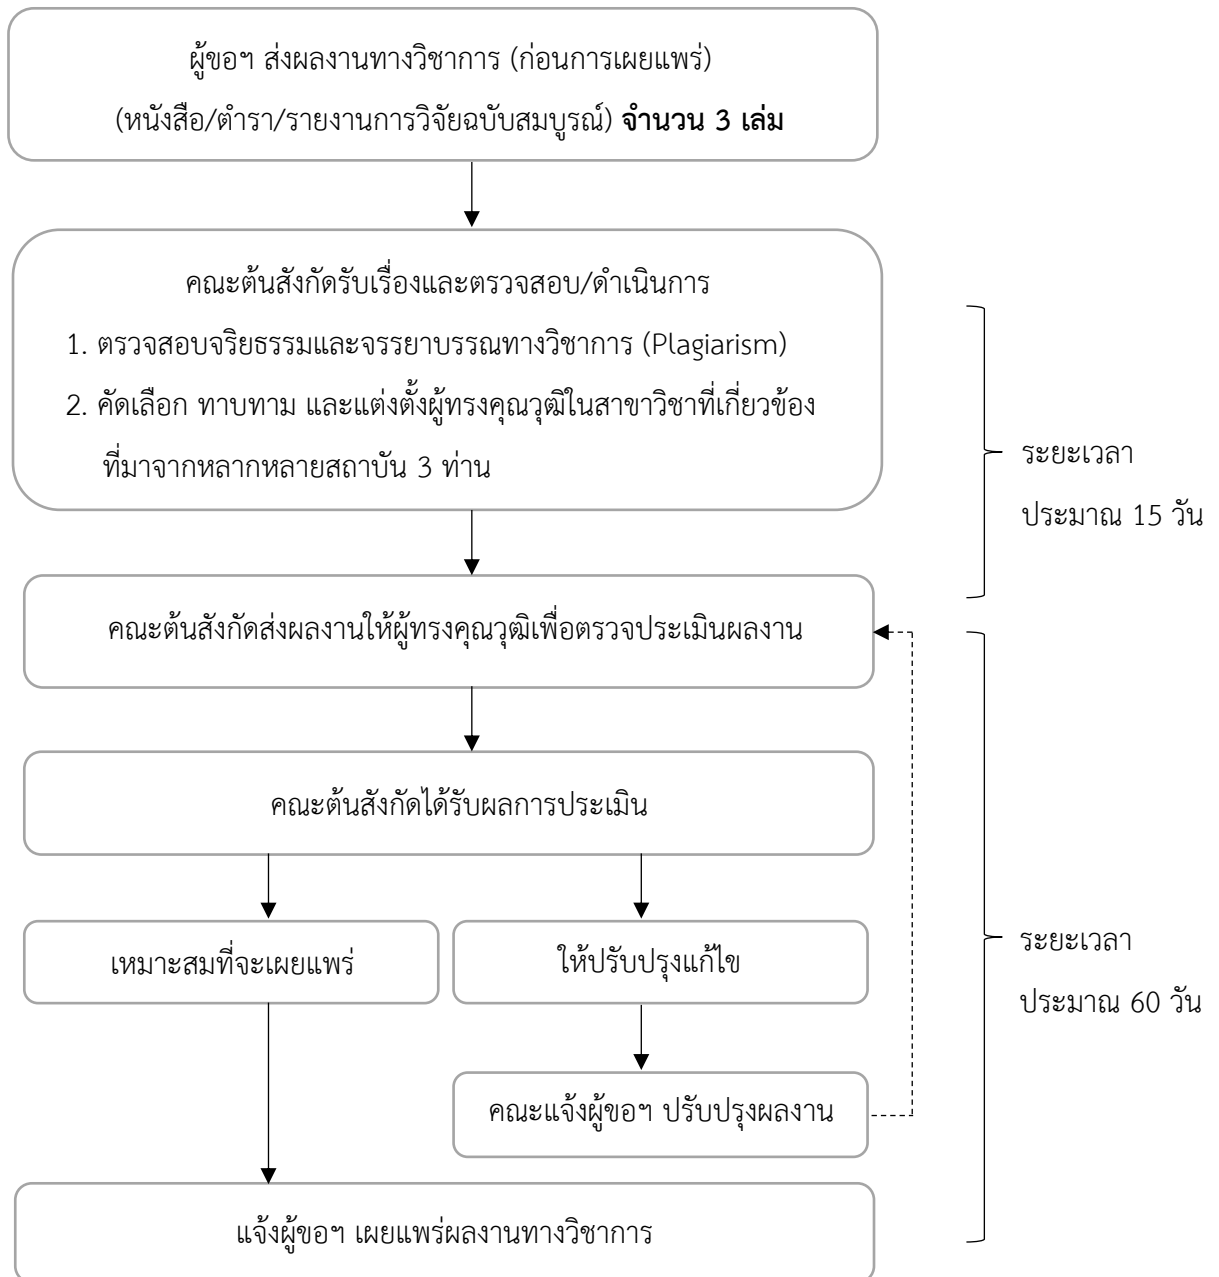 ผู้ขอฯ ส่งผลงานทางวิชาการ (ก่อนการเผยแพร่)
(หนังสือ/ตำรา/รายงานการวิจัยฉบับสมบูรณ์) จำนวน 3 เล่ม
คณะต้นสังกัดรับเรื่องและตรวจสอบ/ดำเนินการ
1. ตรวจสอบจริยธรรมและจรรยาบรรณทางวิชาการ (Plagiarism)
2. คัดเลือก ทาบทาม และแต่งตั้งผู้ทรงคุณวุฒิในสาขาวิชาที่เกี่ยวข้อง
ที่มาจากหลากหลายสถาบัน 3 ท่าน
ระยะเวลา
ประมาณ 15 วัน
คณะต้นสังกัดส่งผลงานให้ผู้ทรงคุณวุฒิเพื่อตรวจประเมินผลงาน
คณะต้นสังกัดได้รับผลการประเมิน
เหมาะสมที่จะเผยแพร่
ให้ปรับปรุงแก้ไข
ระยะเวลา
ประมาณ 60 วัน
คณะแจ้งผู้ขอฯ ปรับปรุงผลงาน
แจ้งผู้ขอฯ เผยแพร่ผลงานทางวิชาการ